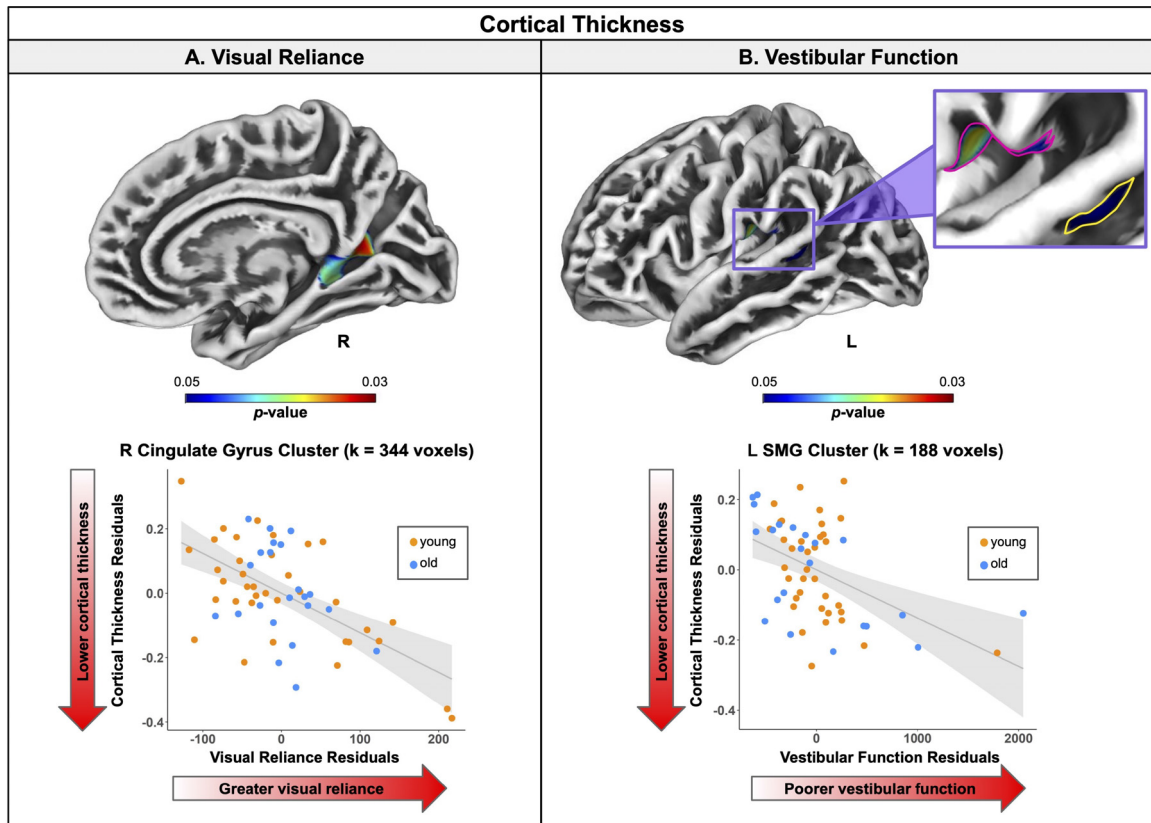 Cortical Thickness
A. Visual Reliance
B. Vestibular Function
R
0.05
0.03
p-value
R Cingulate Gyrus Cluster (k = 344 voxels)
Lower cortical thickness
Cortical Thickness Residuals
0.2
0.0
-0.2
-0.4
young
old
-100
0
100
200
Visual Reliance Residuals
Greater visual reliance
L
0.05
0.03
p-value
L SMG Cluster (k = 188 voxels)
Lower cortical thickness
Cortical Thickness Residuals
0.2
0.0
-0.2
-0.4
young
old
0
1000
2000
Vestibular Function Residuals
Poorer vestibular function